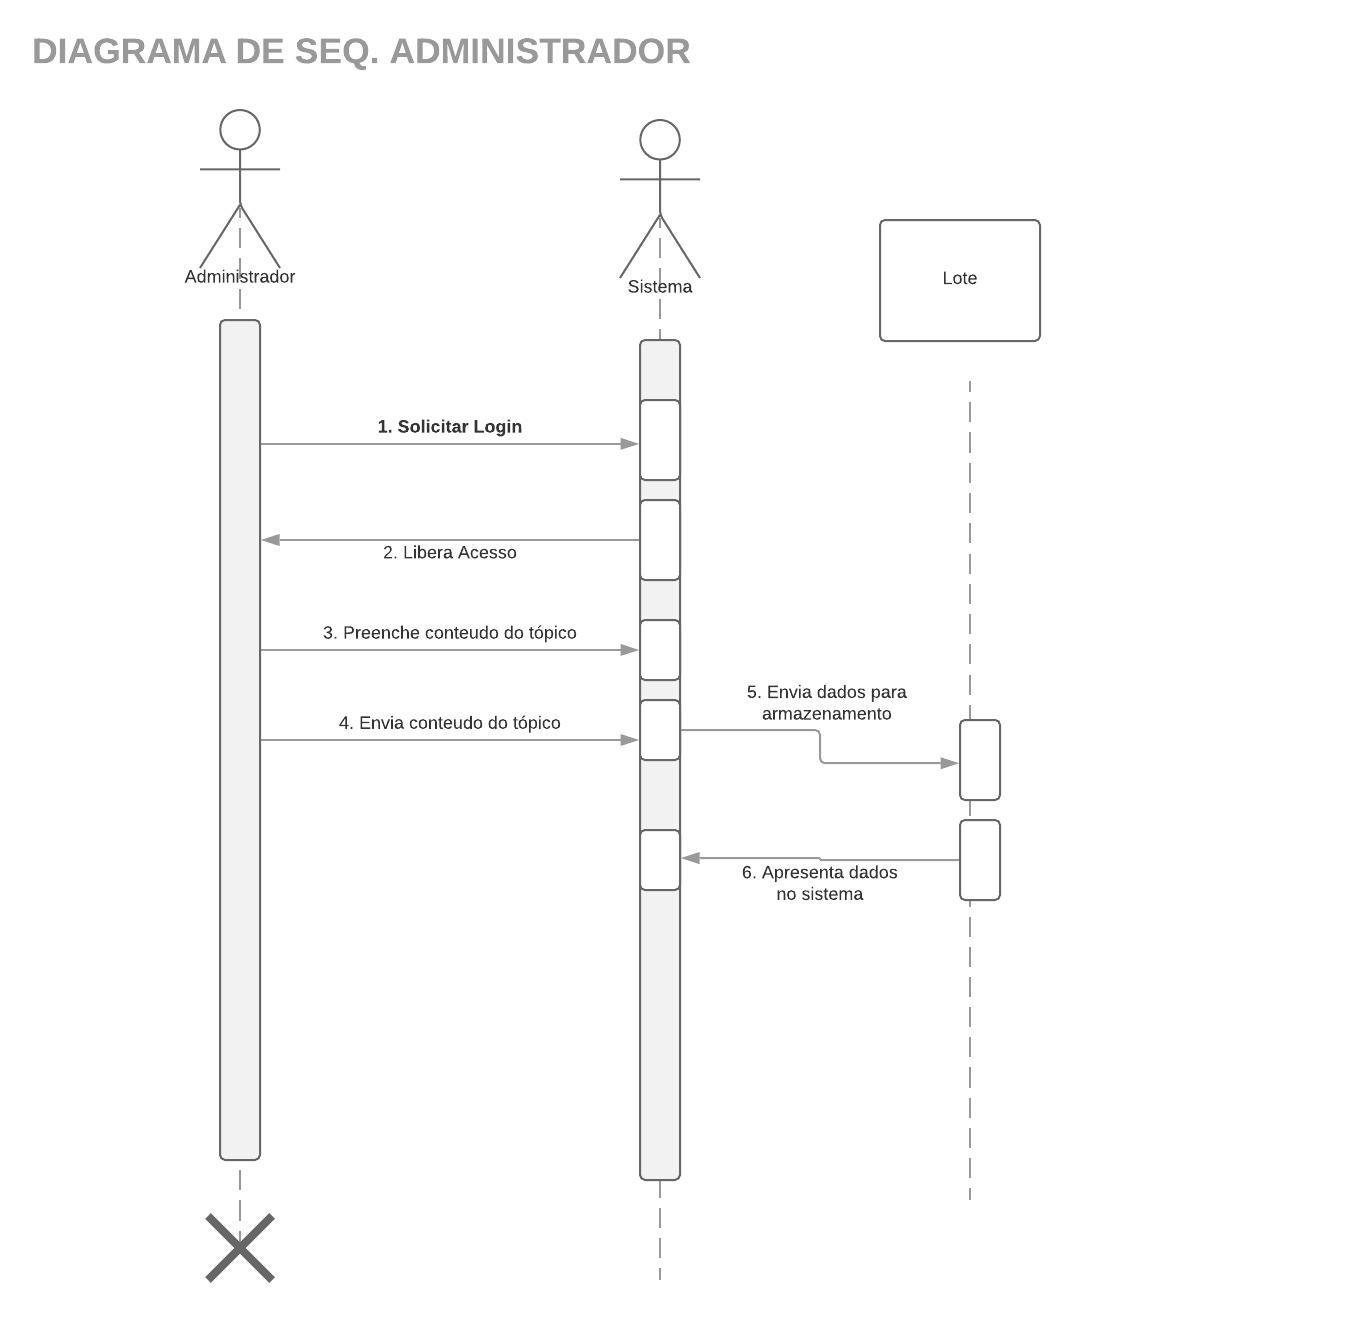 DIAGRAMA DE SEQ. ADMINISTRADOR
Administrador
Sistema
Lote
1. Solicitar Login
2. Libera Acesso
3. Preenche conteudo do tópico
5. Envia dados para
armazenamento
4. Envia conteudo do tópico
6. Apresenta dados
no sistema